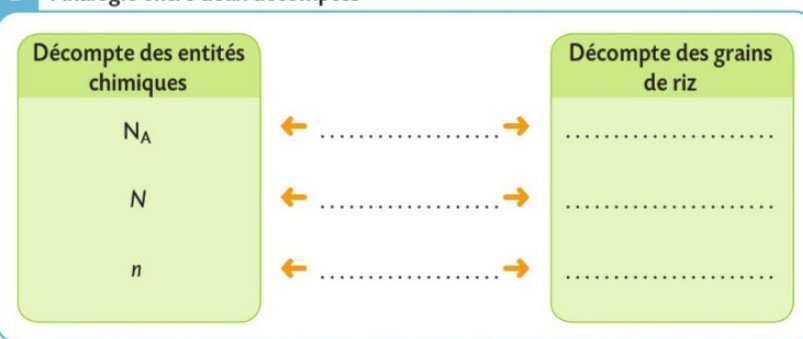 Décompte des entités
chimiques
Décompte des grains
de riz
N_A ← .................... → ......................
N ← .................... → ......................
n ← .................... → ......................